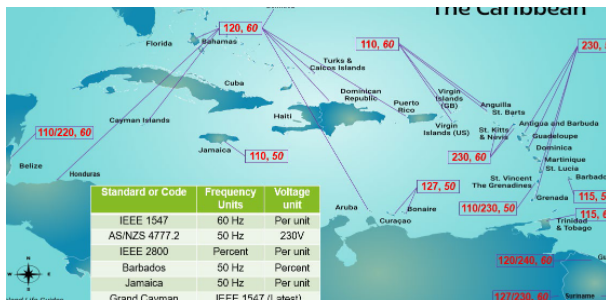 The Caribbean
120, 60
110, 60
230, 
Florida
Bahamas
Turks &
Caicos Islands
Cuba
Cayman Islands
Haiti
Dominican
Republic
Puerto
Rico
Virgin
Islands
(GB)
Virgin
Islands (US)
Anguilla
St. Barts
St. Kitts
& Nevis
Antigua and Barbuda
Guadeloupe
Dominica
Martinique
St. Lucia
110/220, 60
Jamaica
110, 50
230, 60
Belize
Honduras
127, 50
St. Vincent
The Grenadines
Barbad
110/230, 50
Grenada
115, 5
115, 6
Trinidad
& Tobago
Aruba
Curaçao
Bonaire
120/240, 60
Gu
127/230, 60
Suriname
Standard or Code Frequency Units Voltage unit
IEEE 1547 60 Hz Per unit
AS/NZS 4777.2 50 Hz 230V
IEEE 2800 Percent Per unit
Barbados 50 Hz Percent
Jamaica 50 Hz Per unit
Grand Cayman IEEE 1547 (Latest)